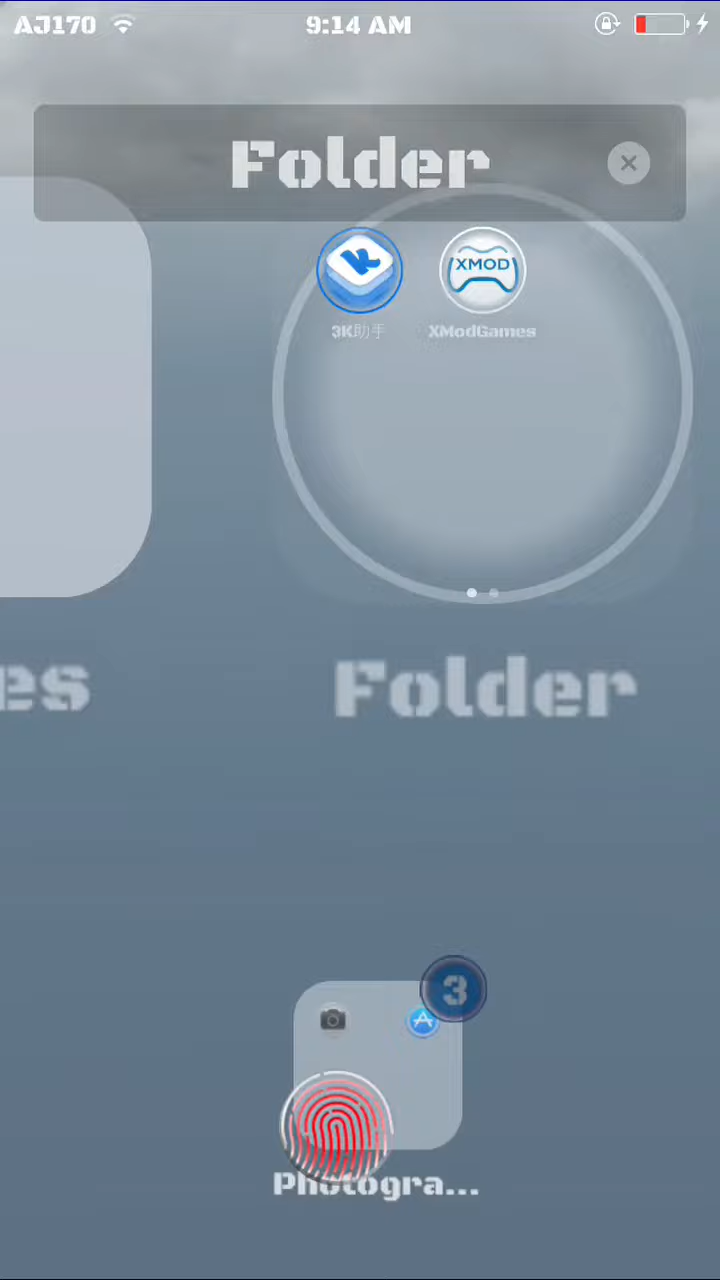 AJ170 9:14 AM
Folder
XMOD
3K助手 XModGames
es Folder
3
Photogra...